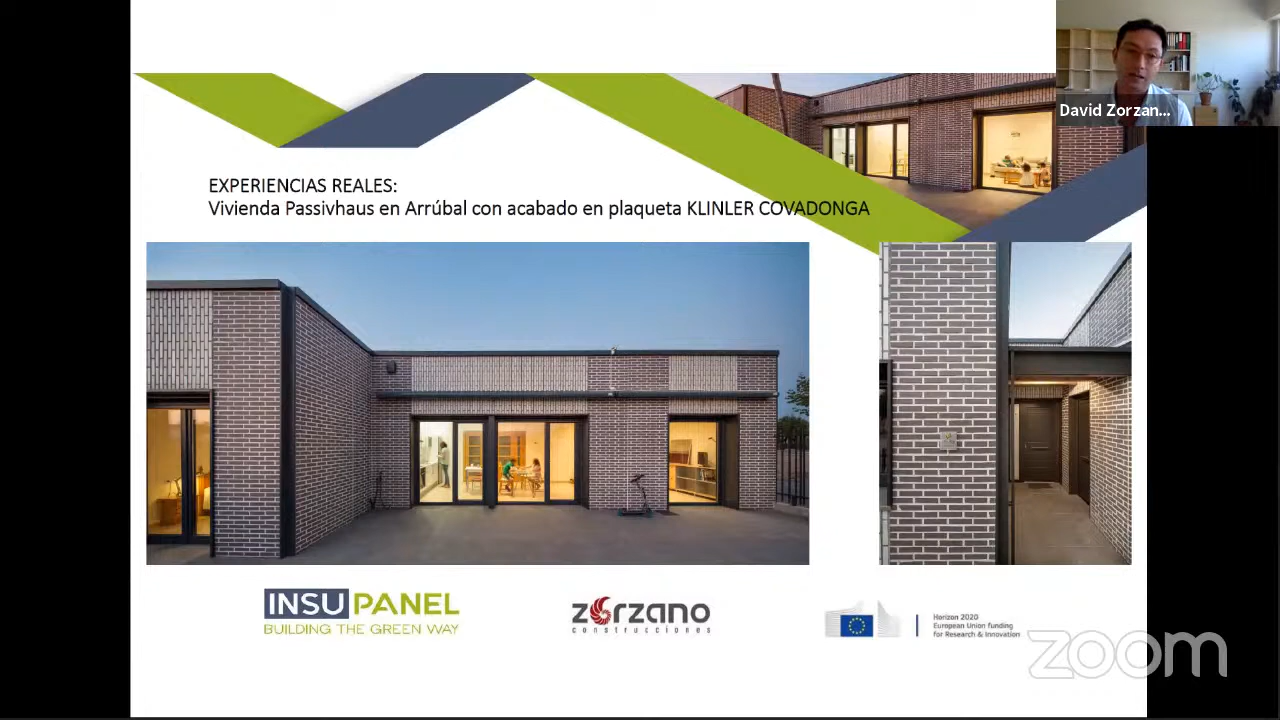 David Zorzan...
EXPERIENCIAS REALES:
Vivienda Passivhaus en Arrúbal con acabado en plaqueta KLINLER COVADONGA
INSUPANEL
BUILDING THE GREEN WAY
zorzano
construcciones
Horizon 2020
European Union funding
for Research & Innovation
zoom